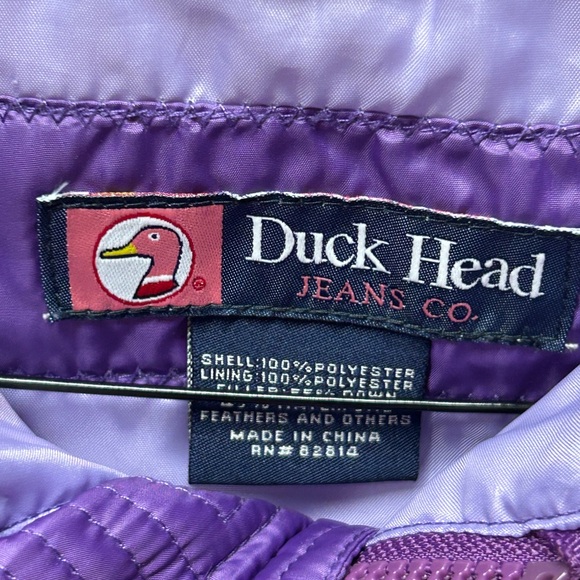 Duck Head
JEANS CO.
®
SHELL:100%POLYESTER
LINING:100%POLYESTER
FEATHERS AND OTHERS
MADE IN CHINA
RN# 82814